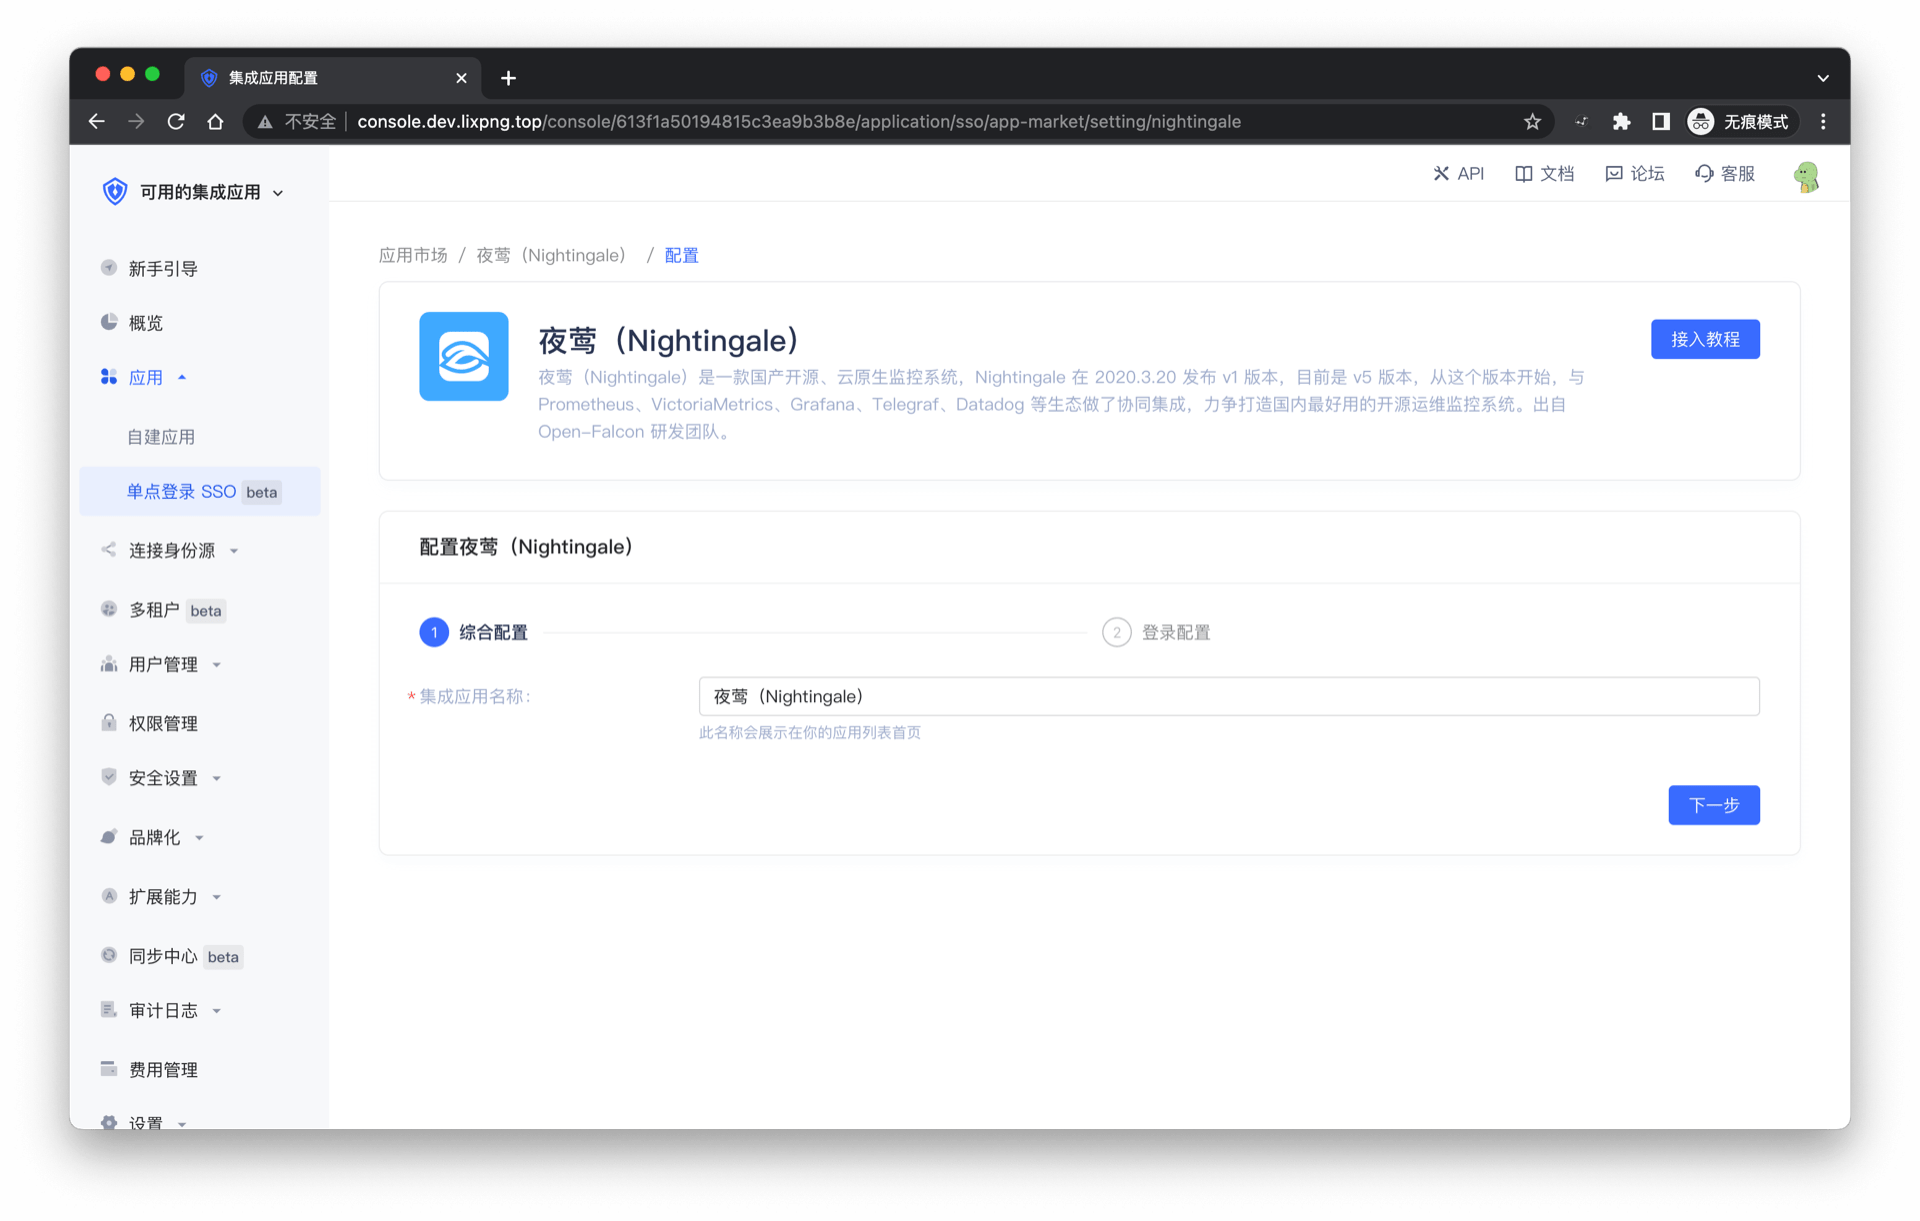 集成应用配置
不安全
console.dev.lixpng.top/console/613f1a50194815c3ea9b3b8e/application/sso/app-market/setting/nightingale
无痕模式
可用的集成应用
API
文档
论坛
客服
新手引导
概览
应用
自建应用
单点登录 SSO beta
连接身份源
多租户 beta
用户管理
权限管理
安全设置
品牌化
扩展能力
同步中心 beta
审计日志
费用管理
设置
应用市场 / 夜莺（Nightingale） / 配置
夜莺（Nightingale）
接入教程
夜莺（Nightingale）是一款国产开源、云原生监控系统，Nightingale 在 2020.3.20 发布 v1 版本，目前是 v5 版本，从这个版本开始，与
Prometheus、VictoriaMetrics、Grafana、Telegraf、Datadog 等生态做了协同集成，力争打造国内最好用的开源运维监控系统。出自
Open-Falcon 研发团队。
配置夜莺（Nightingale）
1 综合配置
2 登录配置
* 集成应用名称:
夜莺（Nightingale）
此名称会展示在你的应用列表首页
下一步